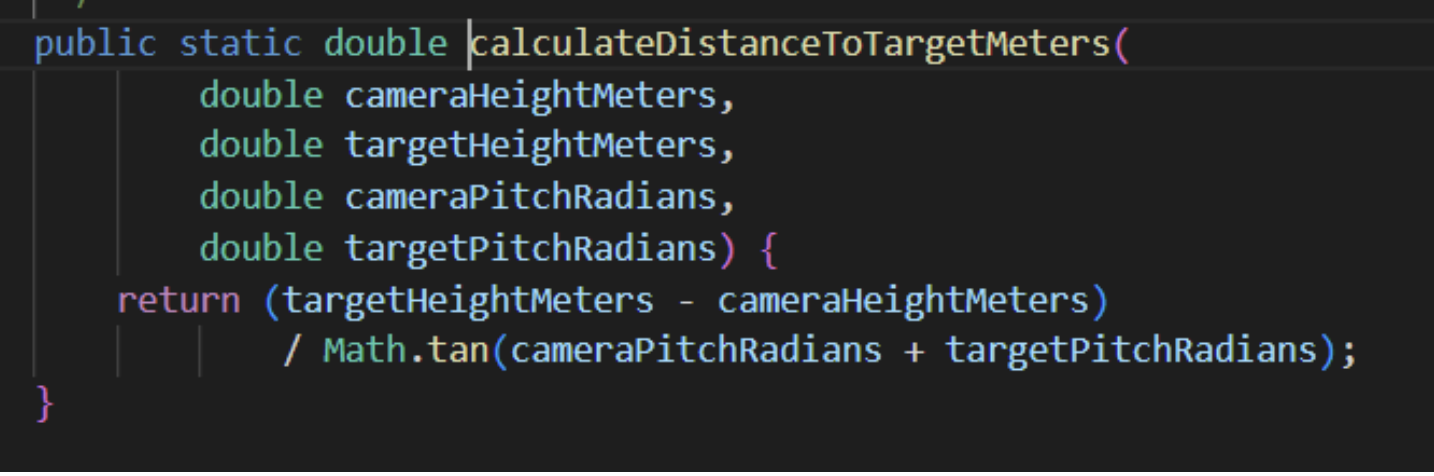 /
public static double calculateDistanceToTargetMeters(
double cameraHeightMeters,
double targetHeightMeters,
double cameraPitchRadians,
double targetPitchRadians) {
return (targetHeightMeters - cameraHeightMeters)
/ Math.tan(cameraPitchRadians + targetPitchRadians);
}